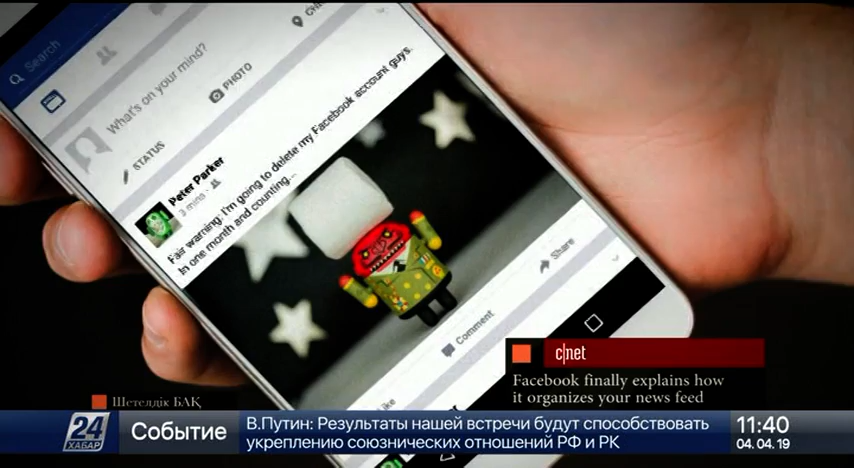 Search
What's on your mind?
STATUS
PHOTO
Peter Parker
3 mins
Fair warning: I'm going to delete my Facebook account guys.
In one month and counting...
Comment
Share
c|net
Facebook finally explains how
it organizes your news feed
Шетелдік БАҚ
24
ХАБАР
Событие
В.Путин: Результаты нашей встречи будут способствовать
укреплению союзнических отношений РФ и РК
11:40
04.04.19